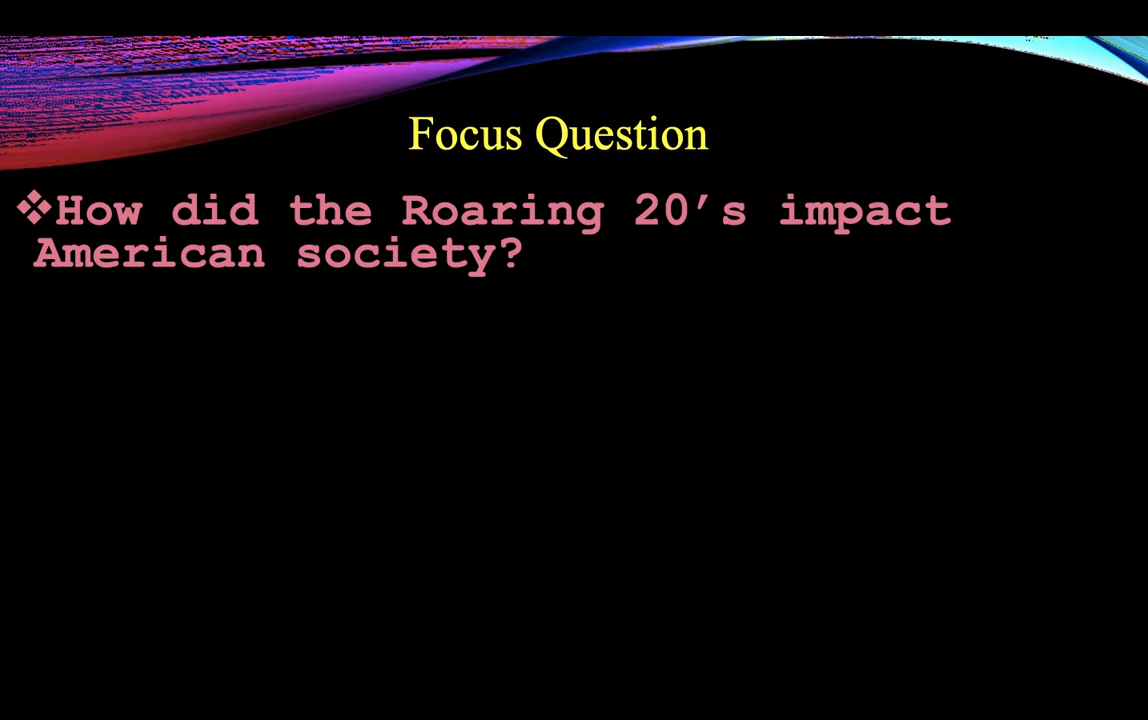 Focus Question
❖How did the Roaring 20’s impact
American society?